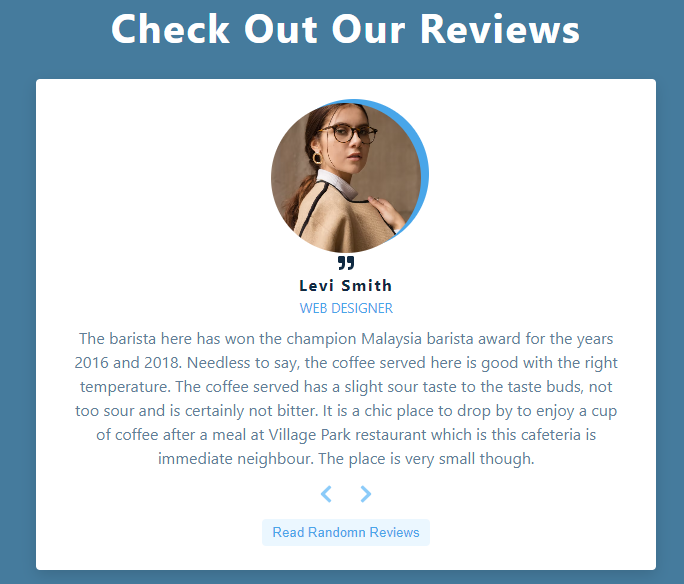 Check Out Our Reviews
Levi Smith
WEB DESIGNER
The barista here has won the champion Malaysia barista award for the years
2016 and 2018. Needless to say, the coffee served here is good with the right
temperature. The coffee served has a slight sour taste to the taste buds, not
too sour and is certainly not bitter. It is a chic place to drop by to enjoy a cup
of coffee after a meal at Village Park restaurant which is this cafeteria is
immediate neighbour. The place is very small though.
Read Randomn Reviews